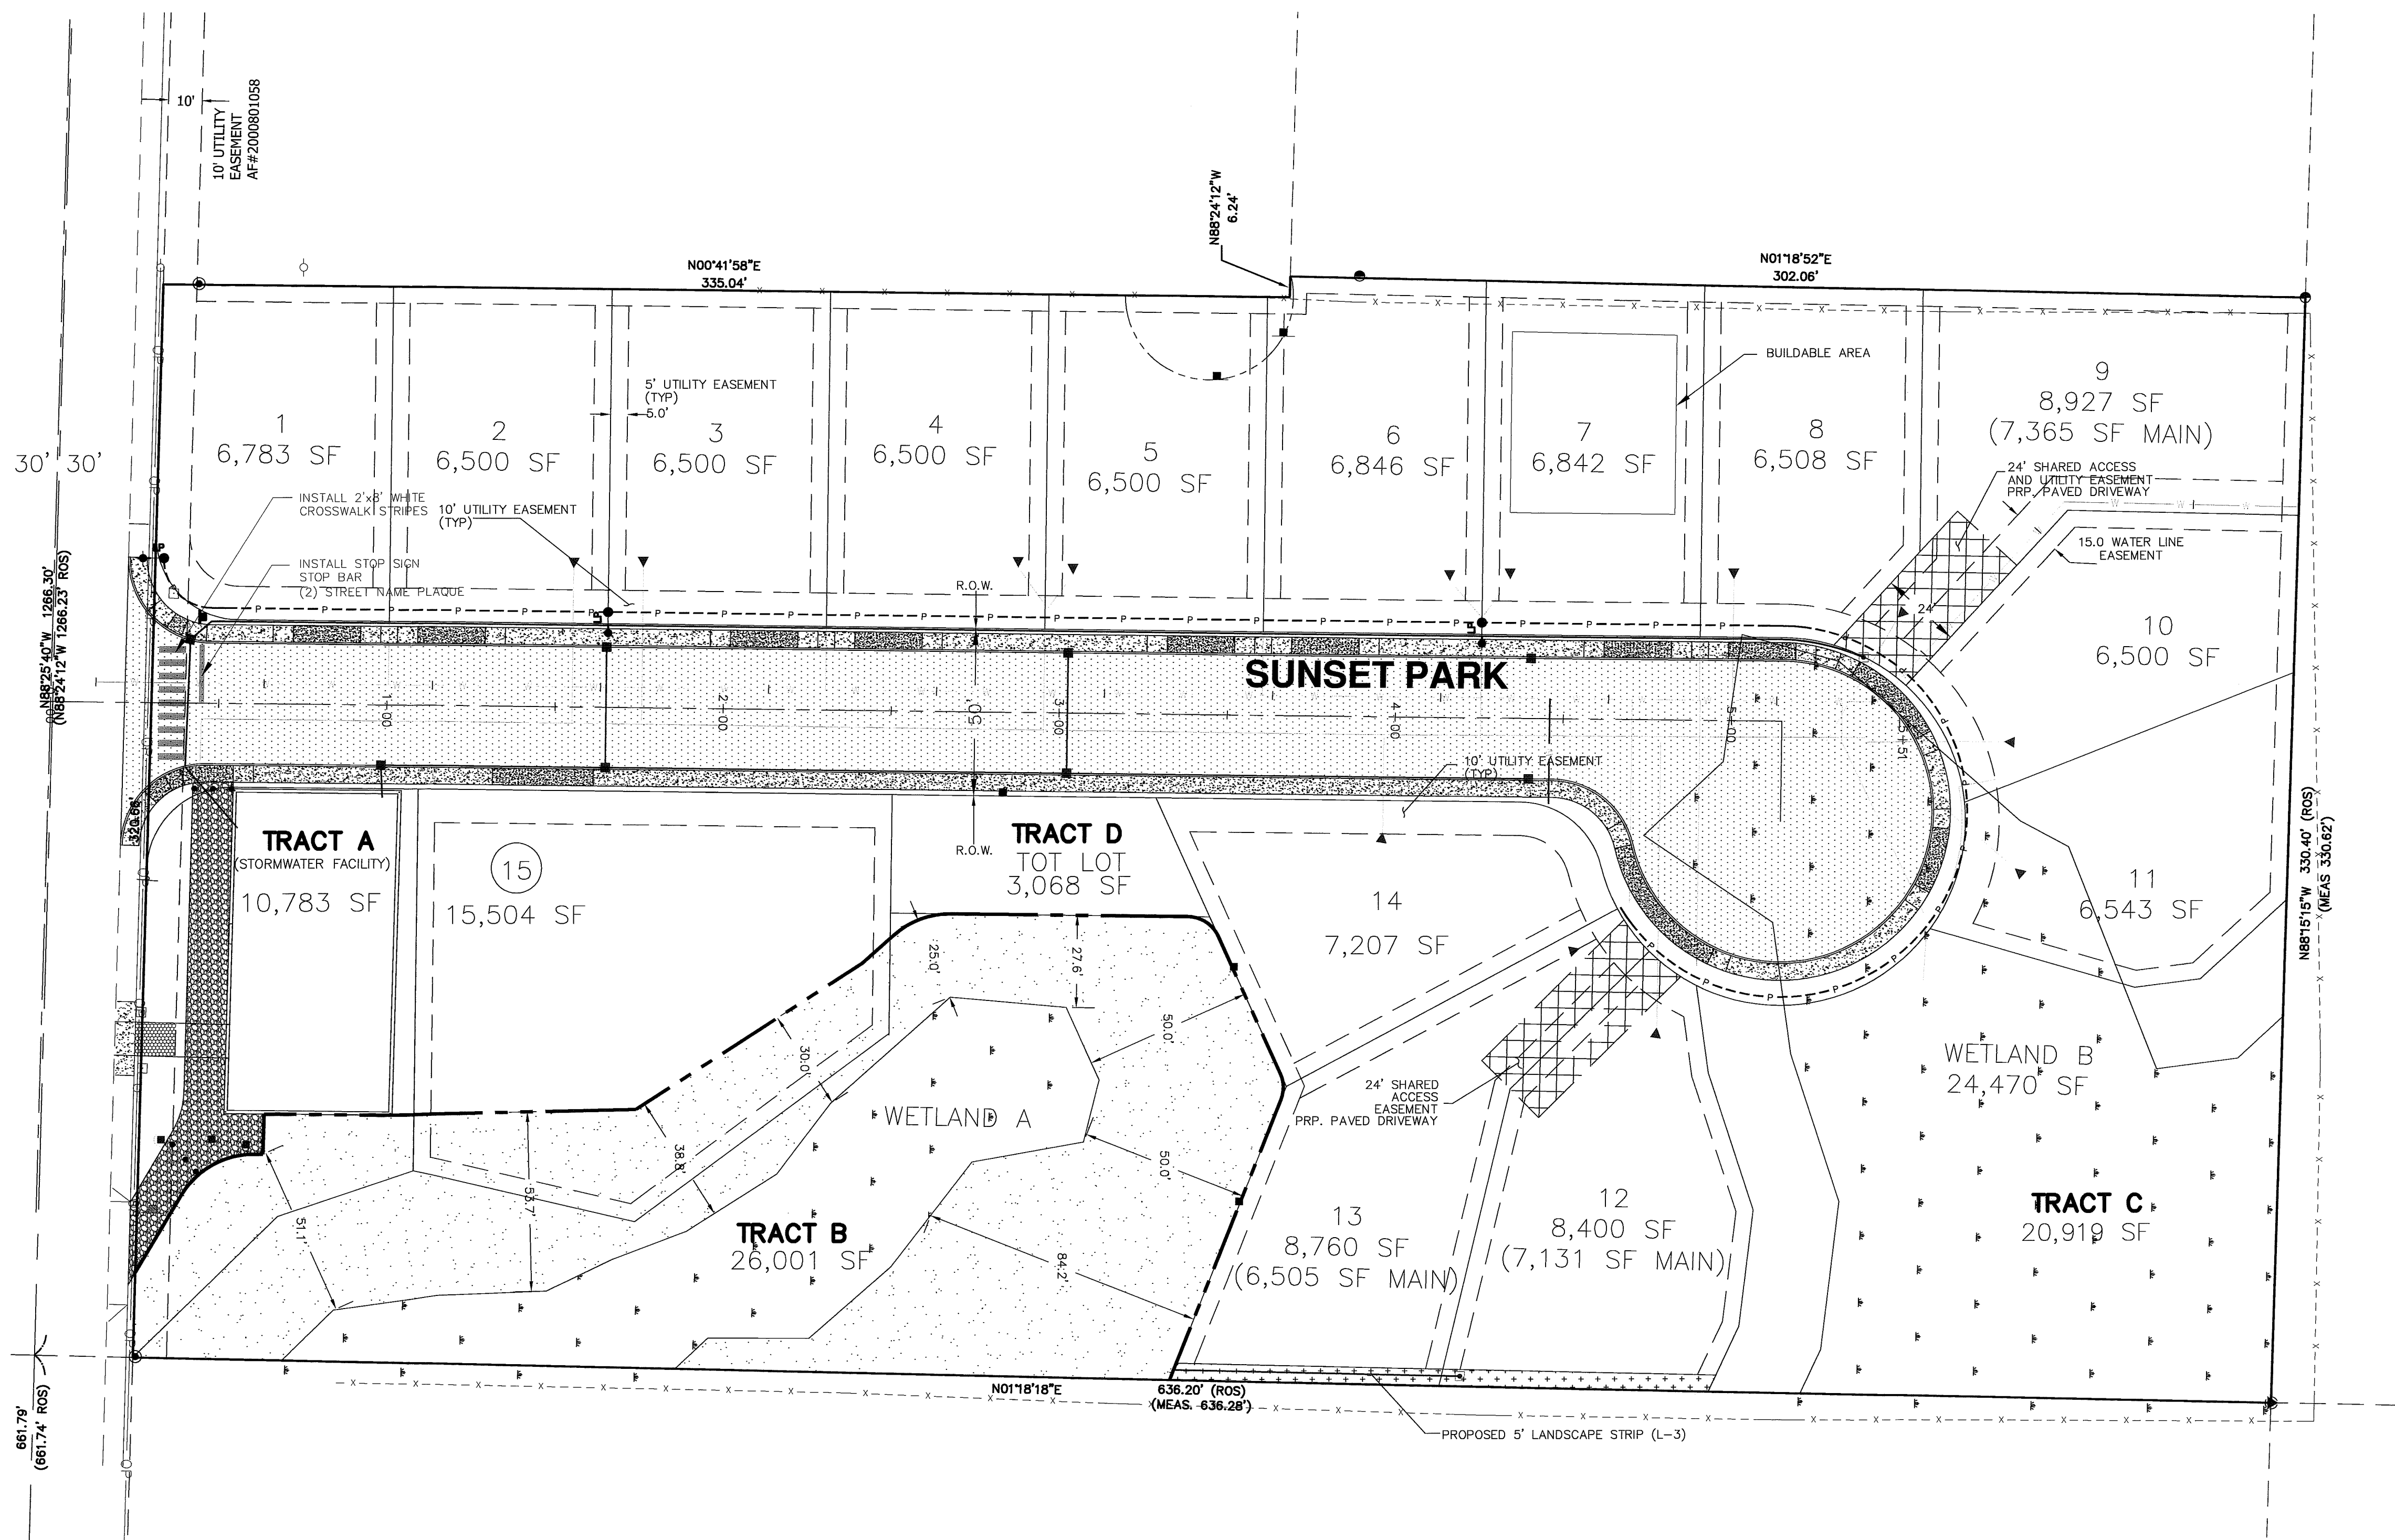 10'
10' UTILITY
EASEMENT
AF#2000801058
N88°24'12"W
6.24'
N00°41'58"E
335.04'
N01°18'52"E
302.06'
30' 30'
1
6,783 SF
2
6,500 SF
5' UTILITY EASEMENT
(TYP)
5.0'
3
6,500 SF
4
6,500 SF
5
6,500 SF
6
6,846 SF
BUILDABLE AREA
7
6,842 SF
8
6,508 SF
9
8,927 SF
(7,365 SF MAIN)
24' SHARED ACCESS
AND UTILITY EASEMENT
PRP. PAVED DRIVEWAY
15.0 WATER LINE
EASEMENT
24'
10
6,500 SF
INSTALL 2'x8' WHITE
CROSSWALK STRIPES
10' UTILITY EASEMENT
(TYP)
INSTALL STOP SIGN
STOP BAR
(2) STREET NAME PLAQUE
R.O.W.
LP
LP
LP
N88°25'40"W 1266.30'
(N88°24'12"W 1266.23' ROS)
SUNSET PARK
1+00
2+00
3+00
4+00
5+00
5+51
50'
10' UTILITY EASEMENT
(TYP)
320.66'
TRACT A
(STORMWATER FACILITY)
10,783 SF
15
15,504 SF
R.O.W.
TRACT D
TOT LOT
3,068 SF
14
7,207 SF
11
6,543 SF
N88°15'15"W 330.40' (ROS)
(MEAS 330.62')
25.0'
27.6'
30.0'
50.0'
38.8'
53.7'
51.1'
50.0'
84.2'
WETLAND A
24' SHARED
ACCESS
EASEMENT
PRP. PAVED DRIVEWAY
WETLAND B
24,470 SF
TRACT B
26,001 SF
13
8,760 SF
(6,505 SF MAIN)
12
8,400 SF
(7,131 SF MAIN)
TRACT C
20,919 SF
N01°18'18"E
636.20' (ROS)
(MEAS. 636.28')
PROPOSED 5' LANDSCAPE STRIP (L-3)
661.79'
(661.74' ROS)